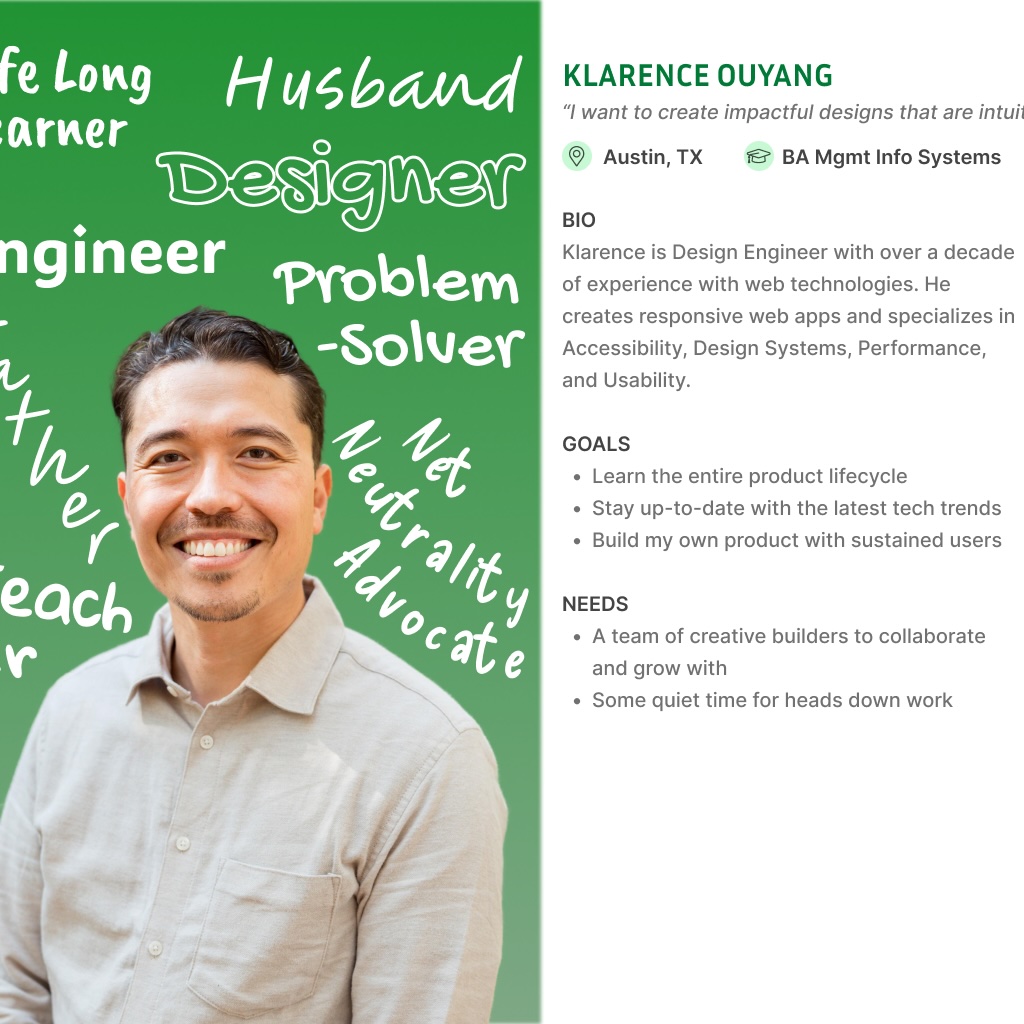 fe Long
earner
Husband
Designer
ngineer
Problem
-Solver
ather
Net
Neutrality
Advocate
each
er
KLARENCE OUYANG
“I want to create impactful designs that are intuit
Austin, TX
BA Mgmt Info Systems
BIO
Klarence is Design Engineer with over a decade
of experience with web technologies. He
creates responsive web apps and specializes in
Accessibility, Design Systems, Performance,
and Usability.
GOALS
• Learn the entire product lifecycle
• Stay up-to-date with the latest tech trends
• Build my own product with sustained users
NEEDS
• A team of creative builders to collaborate
and grow with
• Some quiet time for heads down work